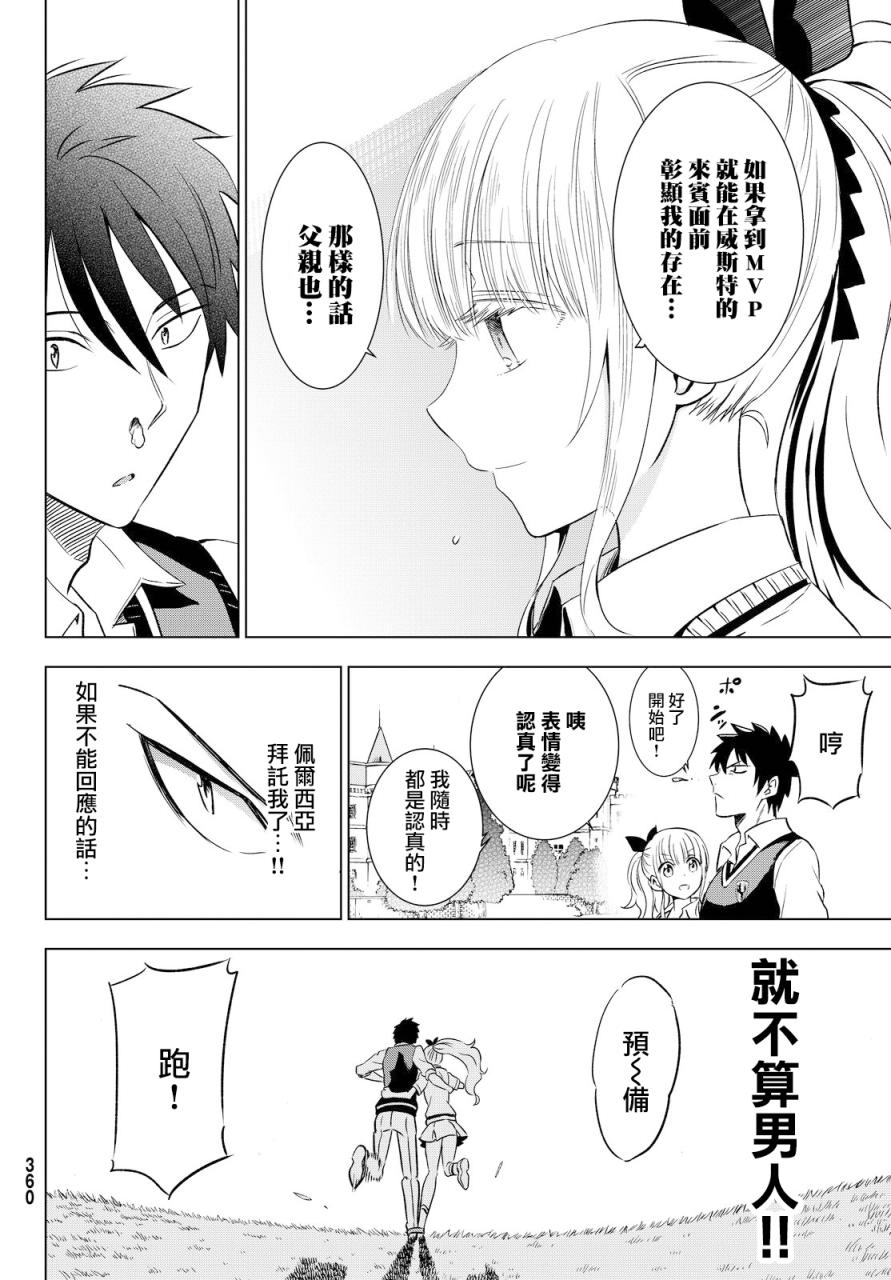 如果拿到MVP
就能在威斯特的
來賓面前
彰顯我的存在…
那樣的話
父親也…
哼
ポンッ
好了
開始吧!
咦
表情變得
認真了呢
我隨時
都是認真的!
佩爾西亞
拜託我了…!!
如果不能回應的話…
就不算男人!!
預~備
跑!
360